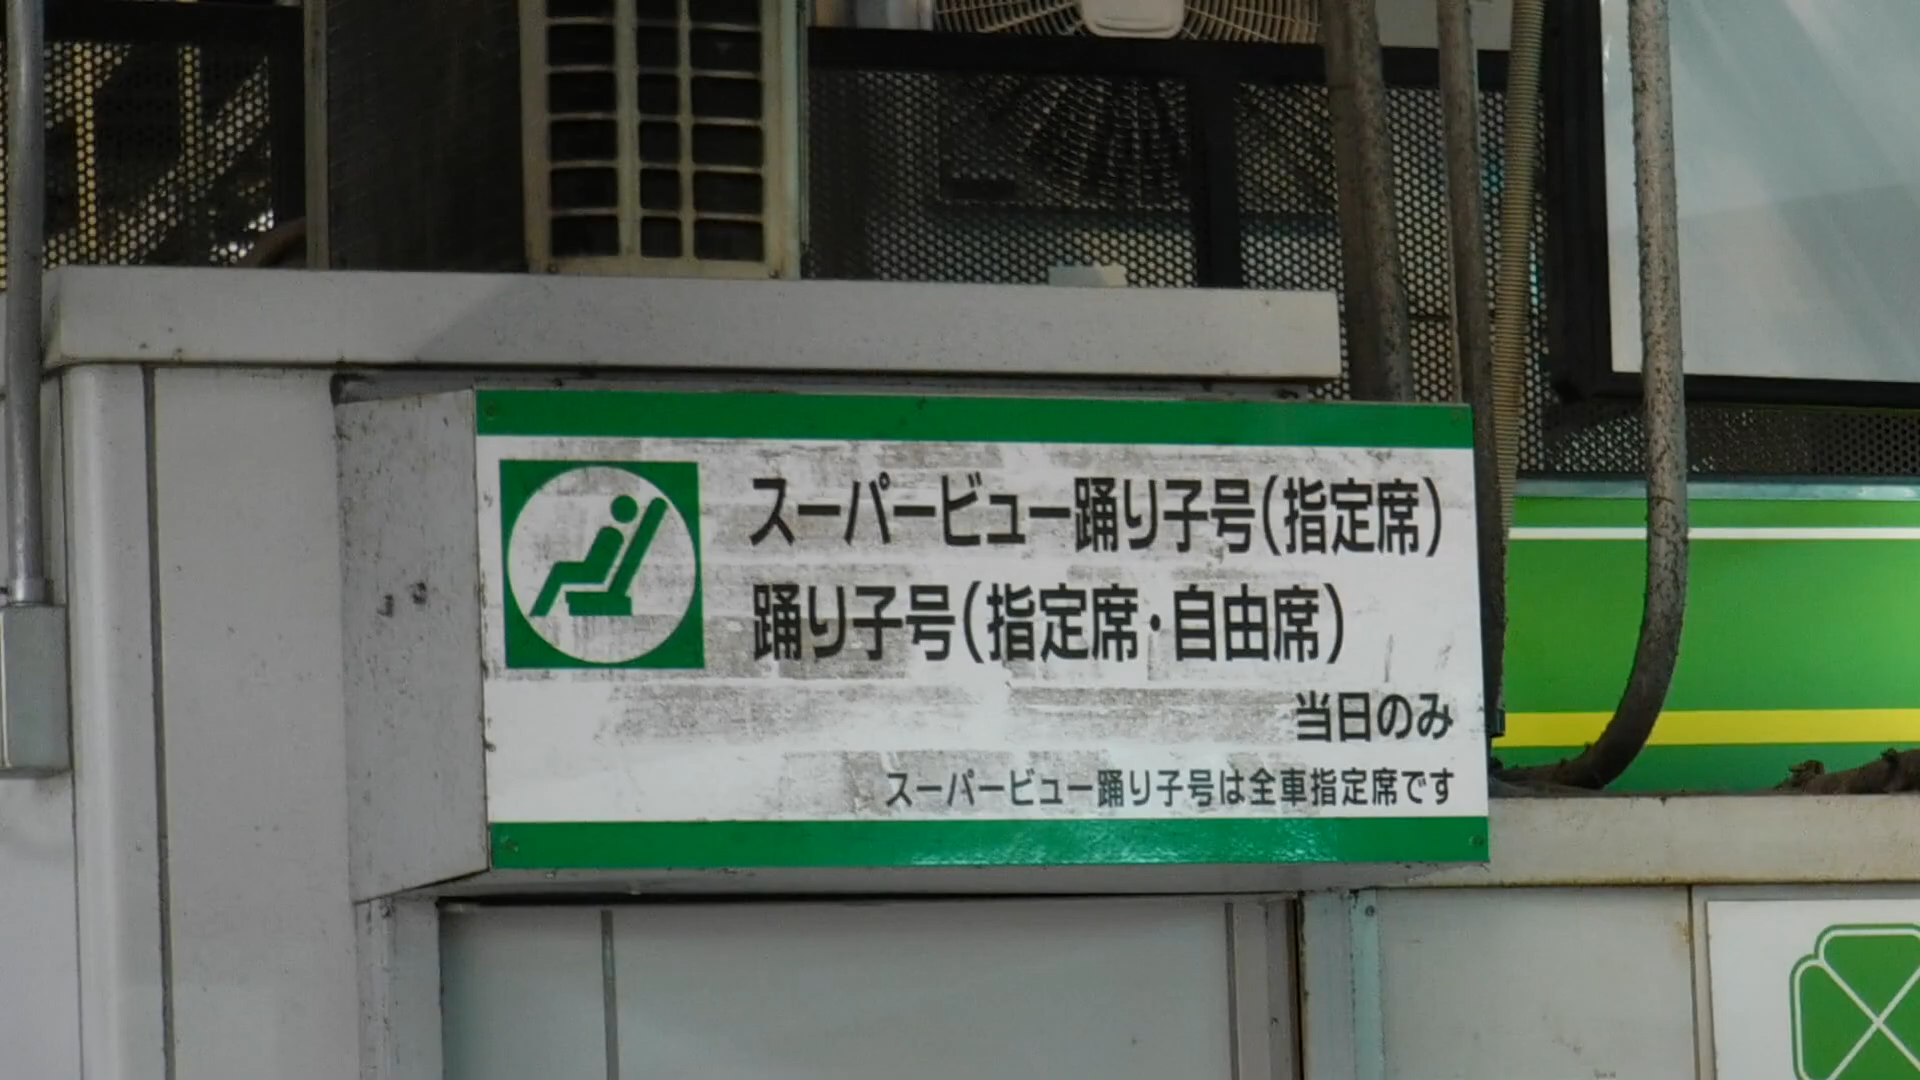 スーパービュー踊り子号(指定席)
踊り子号(指定席・自由席)
当日のみ
スーパービュー踊り子号は全車指定席です